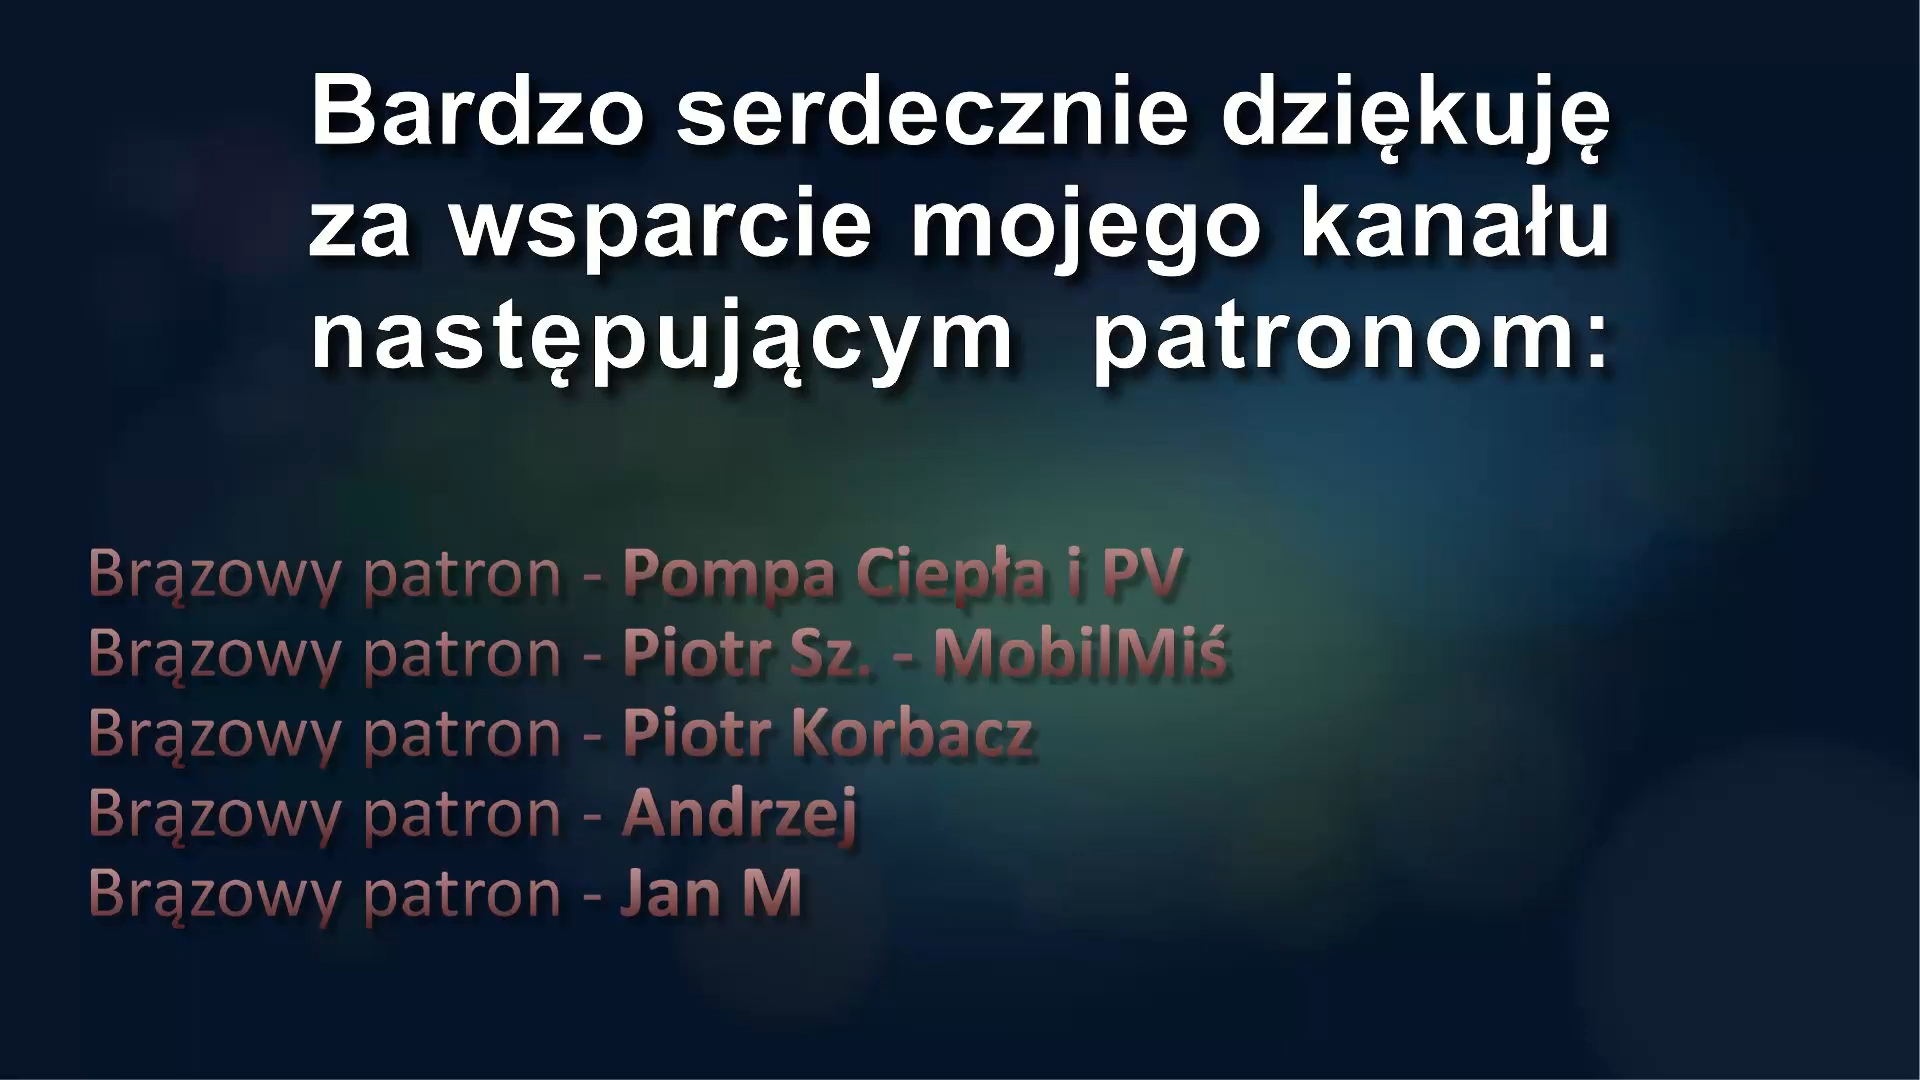 Bardzo serdecznie dziękuję
za wsparcie mojego kanału
następującym patronom:
Brązowy patron - Pompa Ciepła i PV
Brązowy patron - Piotr Sz. - MobilMiś
Brązowy patron - Piotr Korbacz
Brązowy patron - Andrzej
Brązowy patron - Jan M